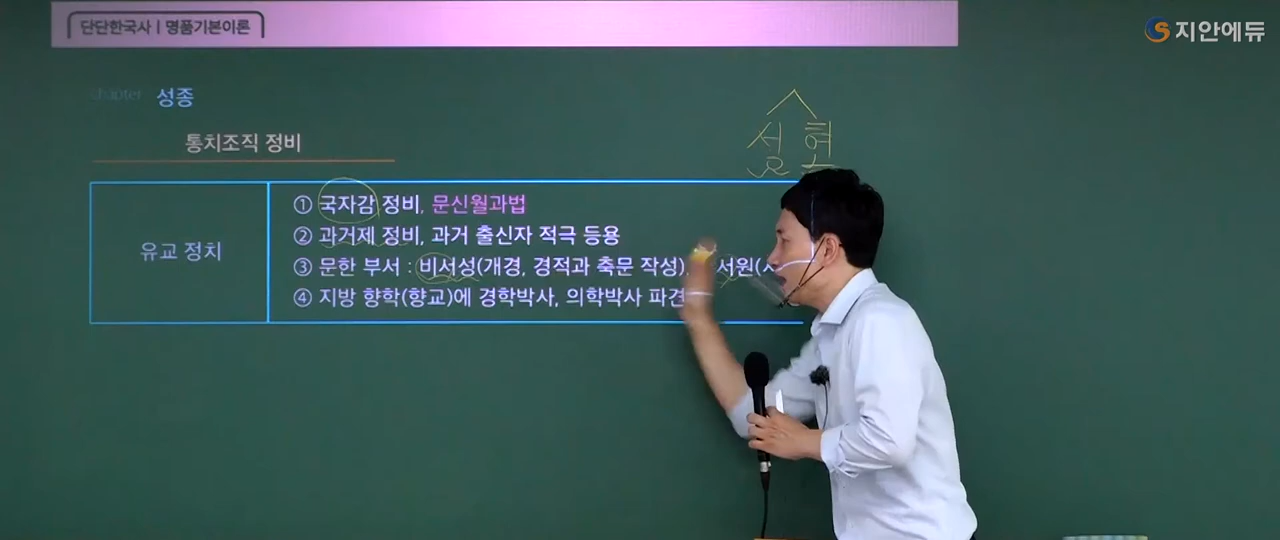 단단한국사 | 명품기본이론
지안에듀
chapter 성종
통치조직 정비
유교 정치
① 국자감 정비, 문신월과법
② 과거제 정비, 과거 출신자 적극 등용
③ 문한 부서 : 비서성(개경, 경적과 축문 작성), 서원(
④ 지방 향학(향교)에 경학박사, 의학박사 파견